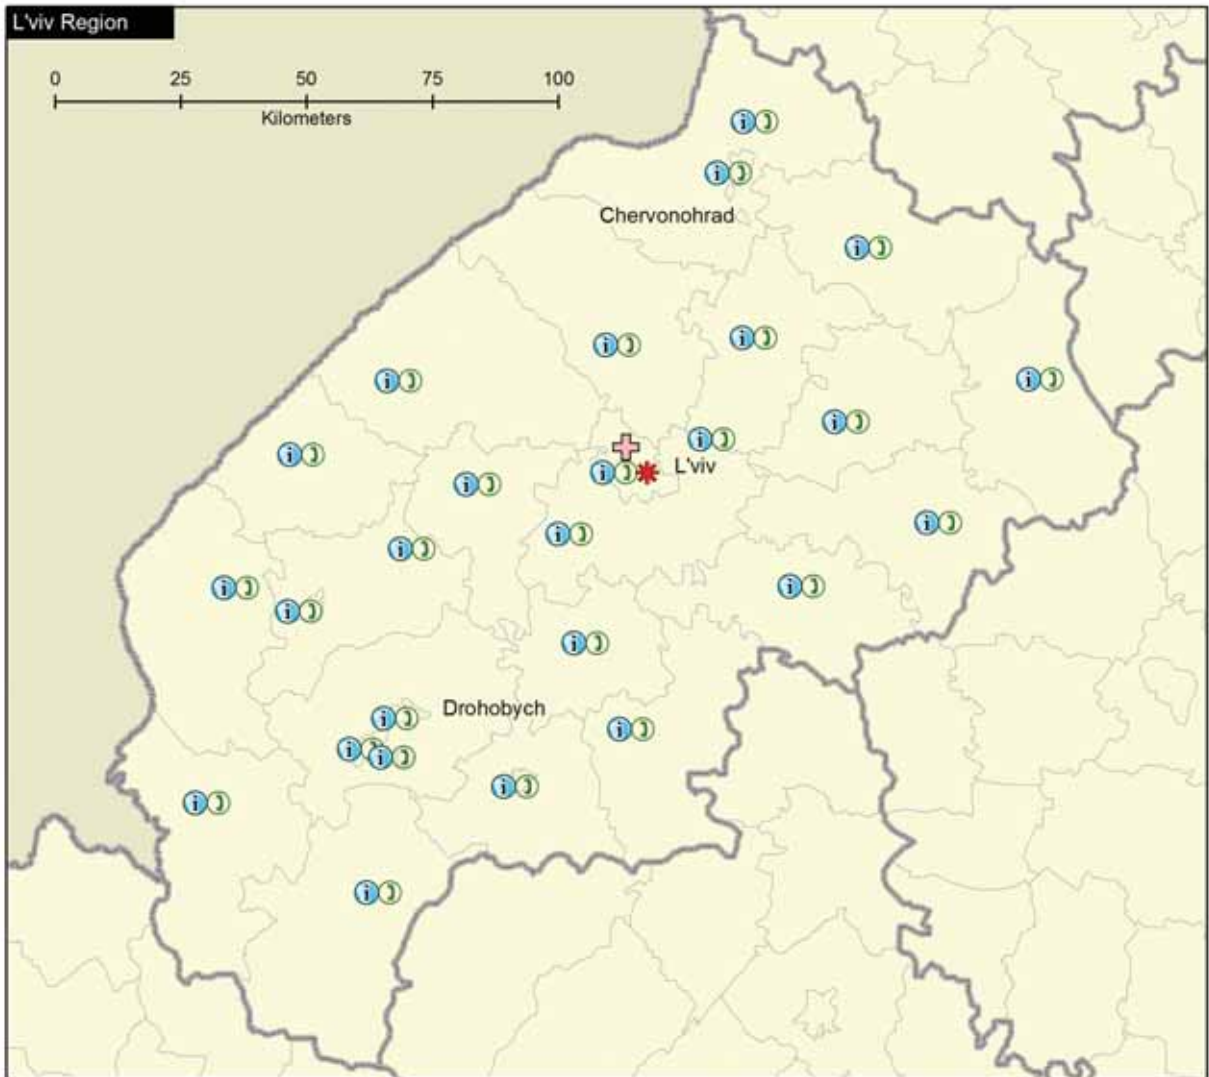 L'viv Region
0 25 50 75 100
Kilometers
Chervonohrad
L'viv
Drohobych